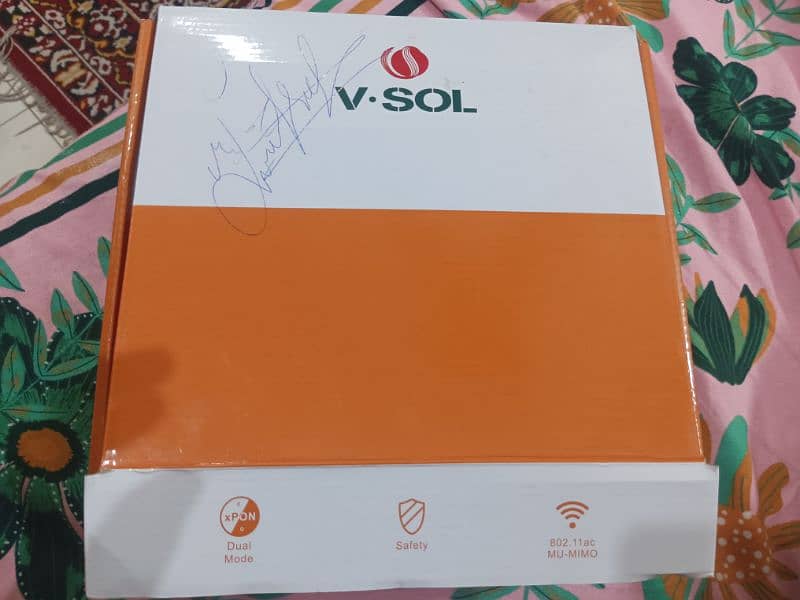 V·SOL
xPON
Dual
Mode
Safety
802.11ac
MU-MIMO